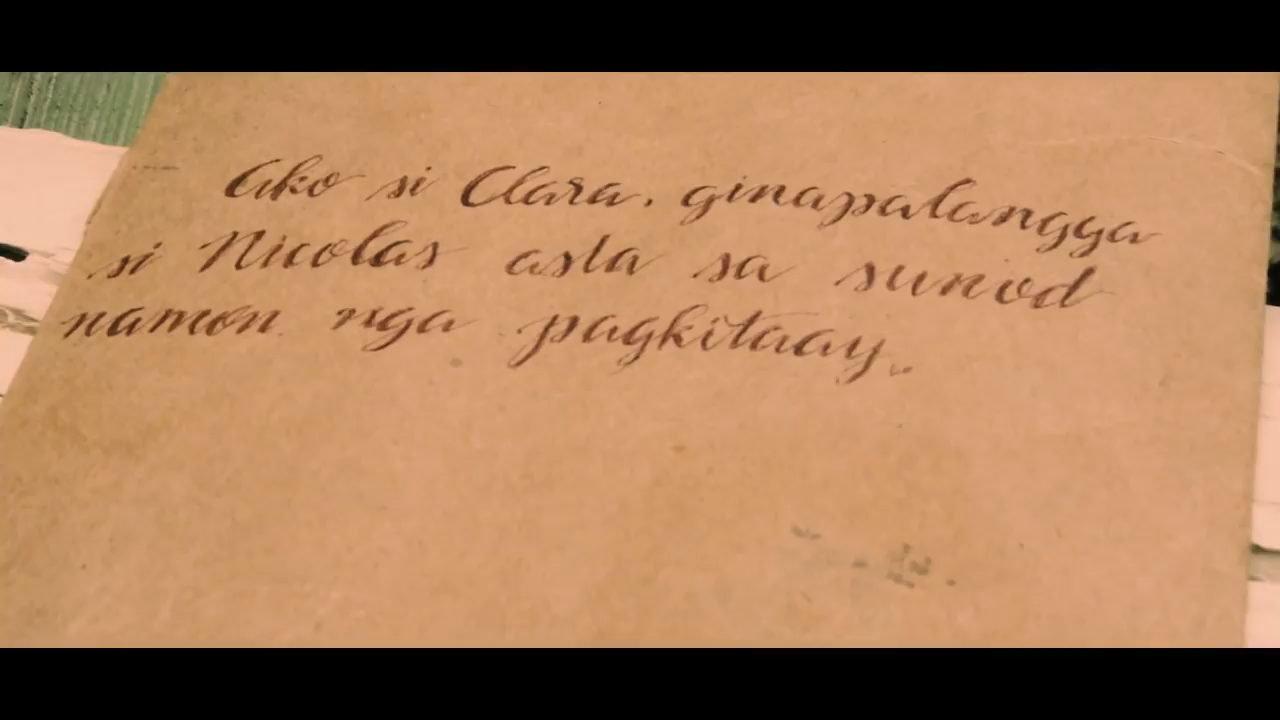 Ako si Clara. ginapalangga
si Nicolas asta sa sunod
namon nga pagkitaay..